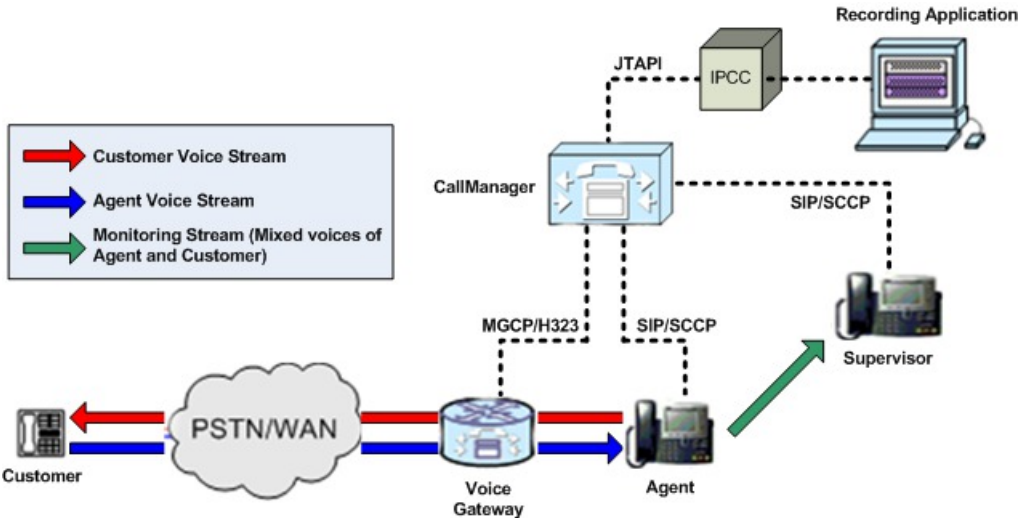 Recording Application
JTAPI
IPCC
Customer Voice Stream
Agent Voice Stream
Monitoring Stream (Mixed voices of
Agent and Customer)
CallManager
SIP/SCCP
MGCP/H323
SIP/SCCP
Supervisor
PSTN/WAN
Customer
Voice
Gateway
Agent